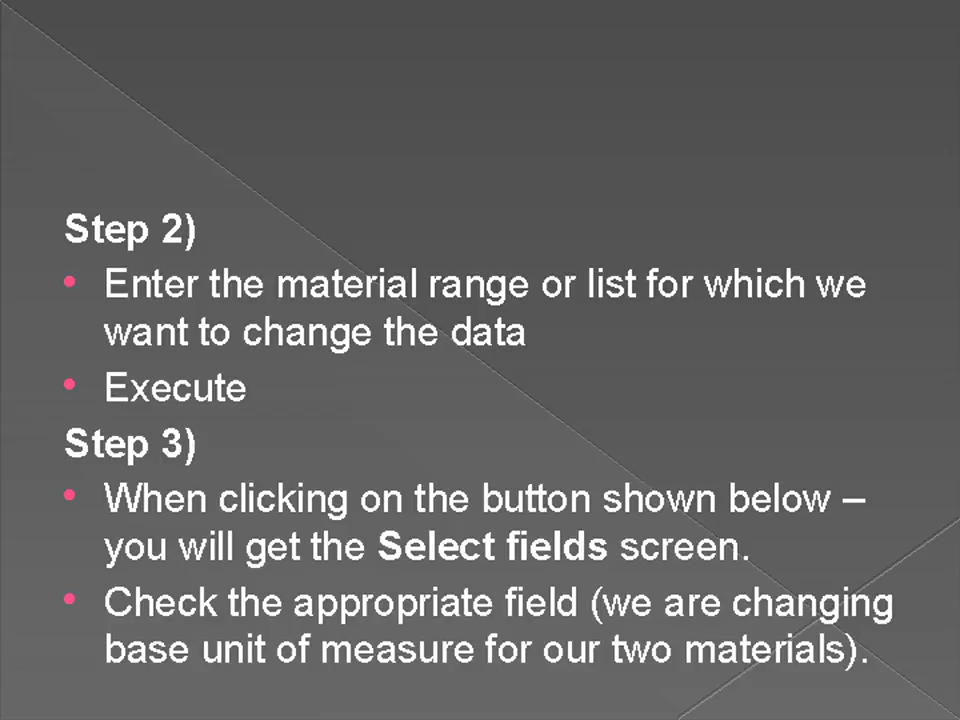 Step 2)
• Enter the material range or list for which we
want to change the data
• Execute
Step 3)
• When clicking on the button shown below –
you will get the Select fields screen.
• Check the appropriate field (we are changing
base unit of measure for our two materials).